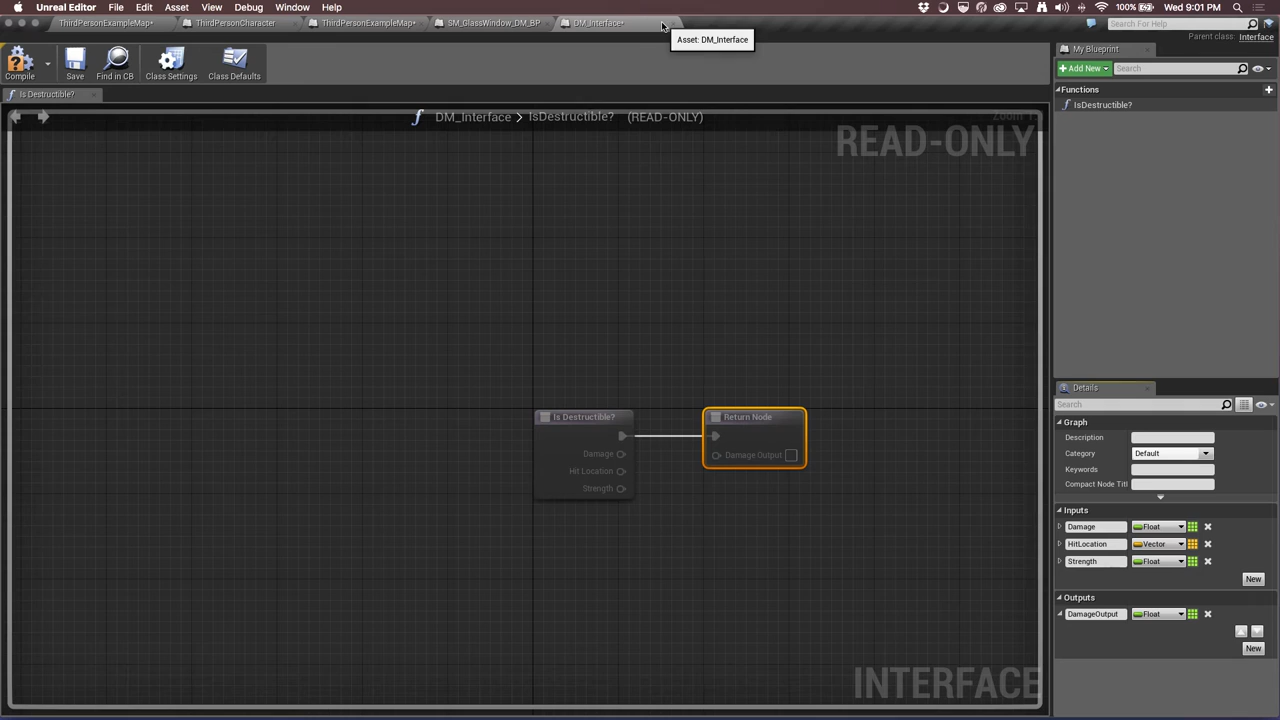 Unreal Editor File Edit Asset View Debug Window Help 100% Wed 9:01 PM
ThirdPersonExampleMap* ThirdPersonCharacter ThirdPersonExampleMap* SM_GlassWindow_DM_BP DM_Interface* Search For Help
Asset: DM_Interface
Parent class: Interface
Compile Save Find in CB Class Settings Class Defaults
My Blueprint
+ Add New Search
Is Destructible?
Functions
IsDestructible?
DM_Interface > IsDestructible? (READ-ONLY)
READ-ONLY
Is Destructible?
Damage
Hit Location
Strength
Return Node
Damage Output
INTERFACE
Details
Search
Graph
Description
Category Default
Keywords
Compact Node Titl
Inputs
Damage Float
HitLocation Vector
Strength Float
New
Outputs
DamageOutput Float
New